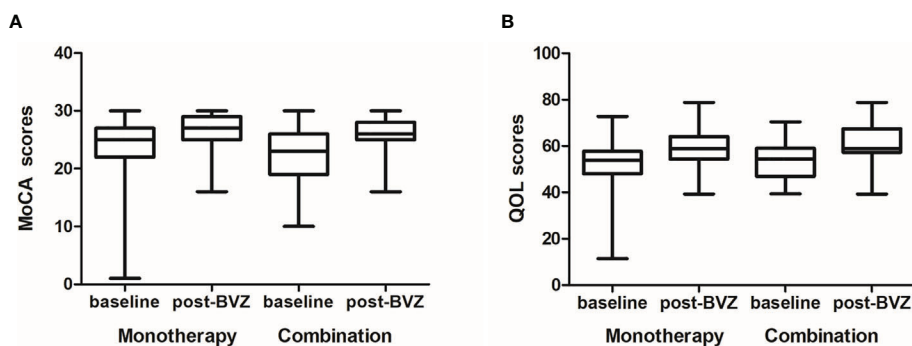 A
B
MoCA scores
40
30
20
10
0
baseline post-BVZ baseline post-BVZ
Monotherapy Combination
QOL scores
100
80
60
40
20
0
baseline post-BVZ baseline post-BVZ
Monotherapy Combination